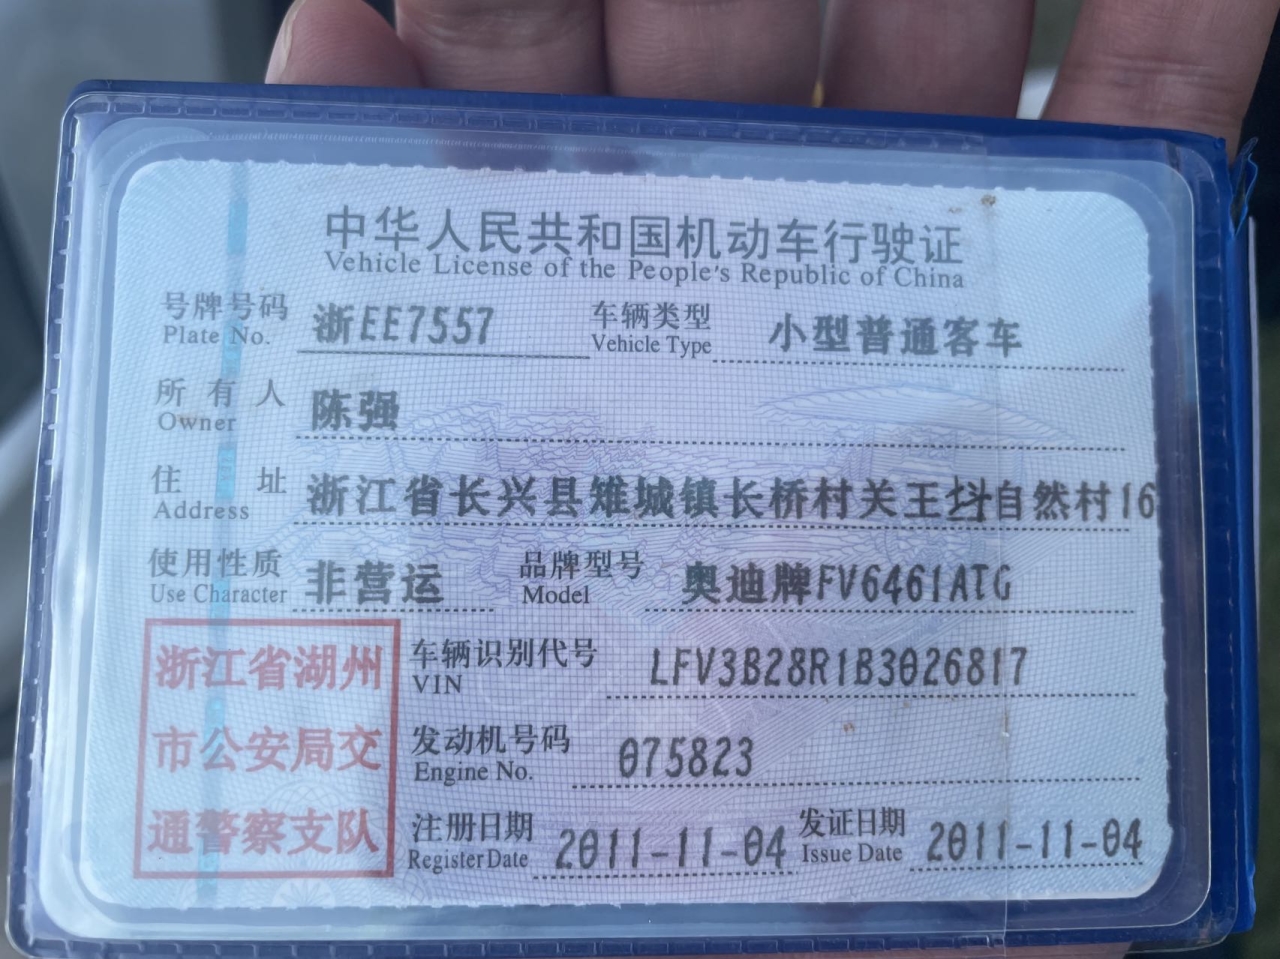 中华人民共和国机动车行驶证
Vehicle License of the People's Republic of China
号牌号码 浙EE7557 车辆类型 小型普通客车
Plate No. Vehicle Type
所有人 陈强
Owner
住址 浙江省长兴县雉城镇长桥村关王圤自然村16
Address
使用性质 非营运 品牌型号 奥迪牌FV6461ATG
Use Character Model
浙江省湖州
市公安局交
通警察支队
车辆识别代号 LFV3B28R1B3026817
VIN
发动机号码 075823
Engine No.
注册日期 2011-11-04 发证日期 2011-11-04
Register Date Issue Date